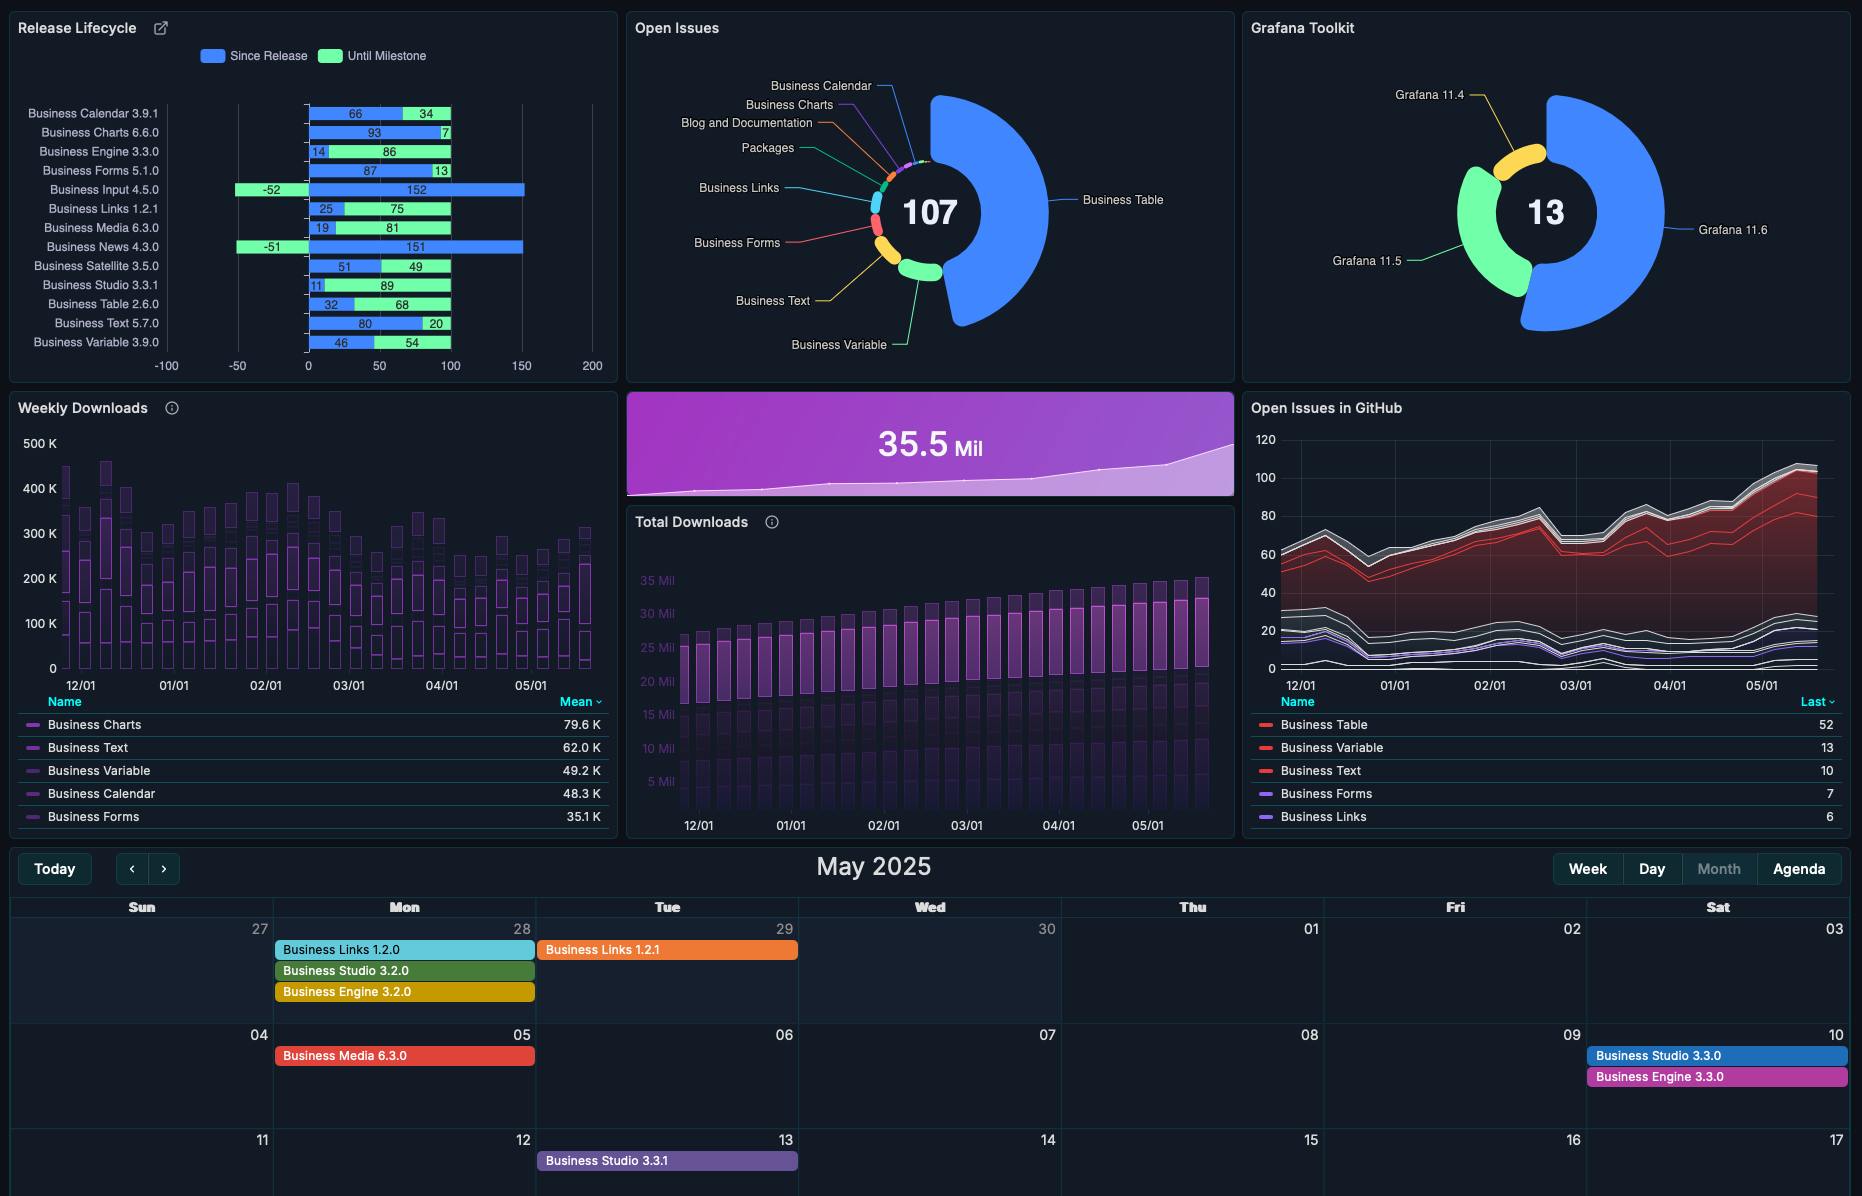 Release Lifecycle
Since Release Until Milestone
Business Calendar 3.9.1 66 34
Business Charts 6.6.0 93 7
Business Engine 3.3.0 14 86
Business Forms 5.1.0 87 13
Business Input 4.5.0 -52 152
Business Links 1.2.1 25 75
Business Media 6.3.0 19 81
Business News 4.3.0 -51 151
Business Satellite 3.5.0 51 49
Business Studio 3.3.1 11 89
Business Table 2.6.0 32 68
Business Text 5.7.0 80 20
Business Variable 3.9.0 46 54
-100 -50 0 50 100 150 200
Open Issues
Business Calendar
Business Charts
Blog and Documentation
Packages
Business Links
Business Forms
Business Text
Business Variable
Business Table
107
Grafana Toolkit
Grafana 11.4
Grafana 11.5
Grafana 11.6
13
Weekly Downloads
500 K
400 K
300 K
200 K
100 K
0
12/01 01/01 02/01 03/01 04/01 05/01
Name Mean
Business Charts 79.6 K
Business Text 62.0 K
Business Variable 49.2 K
Business Calendar 48.3 K
Business Forms 35.1 K
35.5 Mil
Total Downloads
35 Mil
30 Mil
25 Mil
20 Mil
15 Mil
10 Mil
5 Mil
12/01 01/01 02/01 03/01 04/01 05/01
Open Issues in GitHub
120
100
80
60
40
20
0
12/01 01/01 02/01 03/01 04/01 05/01
Name Last
Business Table 52
Business Variable 13
Business Text 10
Business Forms 7
Business Links 6
Today < > May 2025 Week Day Month Agenda
Sun Mon Tue Wed Thu Fri Sat
27 28 29 30 01 02 03
Business Links 1.2.0 Business Links 1.2.1
Business Studio 3.2.0
Business Engine 3.2.0
04 05 06 07 08 09 10
Business Media 6.3.0 Business Studio 3.3.0
Business Engine 3.3.0
11 12 13 14 15 16 17
Business Studio 3.3.1